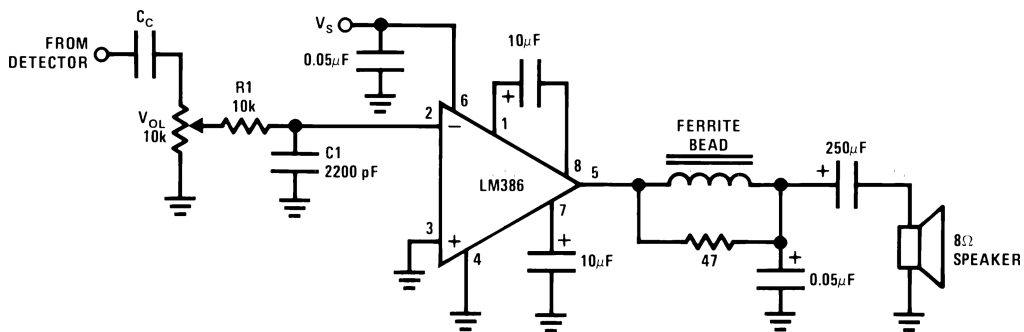 FROM
DETECTOR
CC
VOL
10k
R1
10k
C1
2200 pF
VS
0.05μF
6
2
−
3
+
4
LM386
1
+
10μF
8
5
7
+
10μF
FERRITE
BEAD
47
+
0.05μF
+
250μF
8Ω
SPEAKER